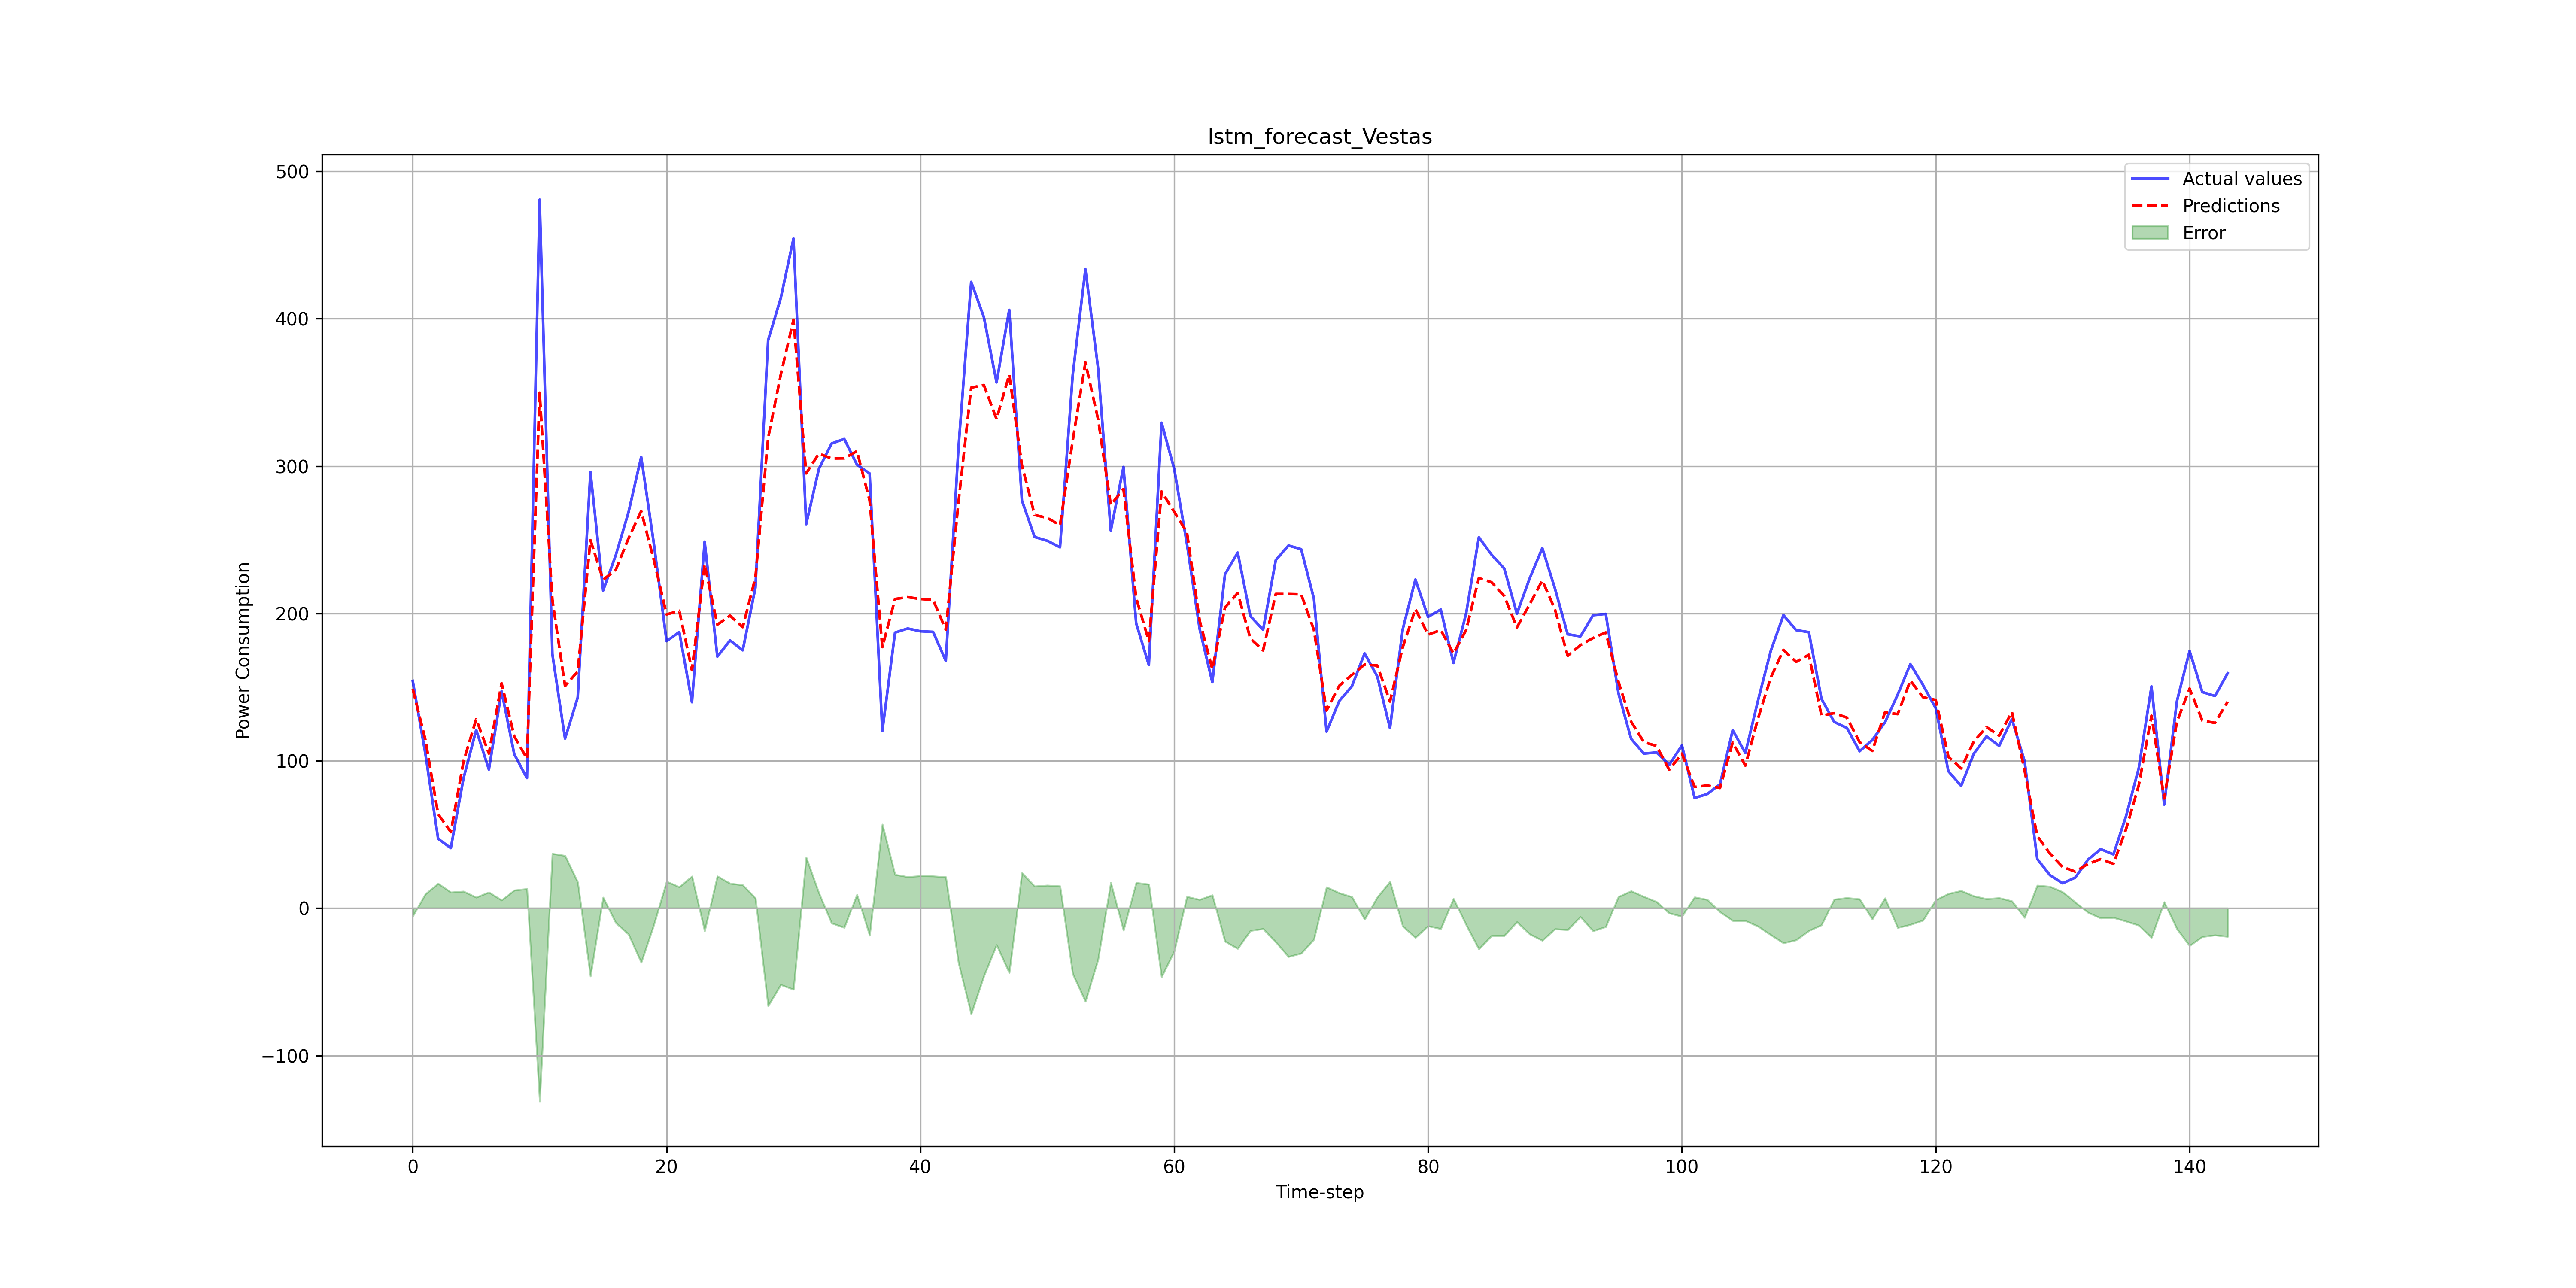 lstm_forecast_Vestas
Actual values
Predictions
Error
500
400
300
200
100
0
−100
Power Consumption
0 20 40 60 80 100 120 140
Time-step